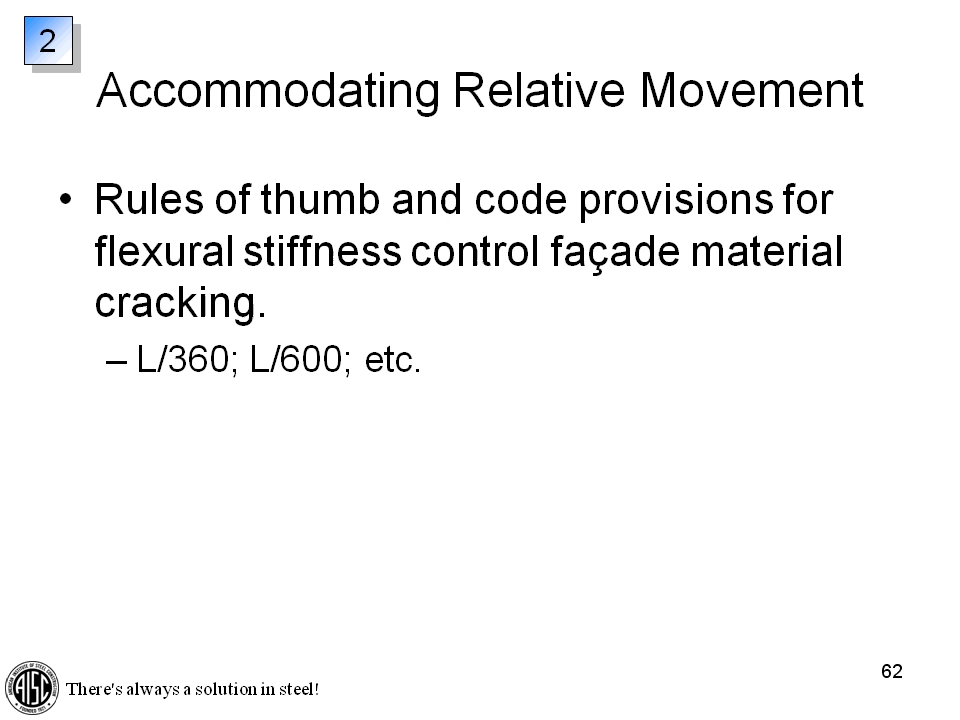 2
Accommodating Relative Movement
• Rules of thumb and code provisions for
flexural stiffness control façade material
cracking.
– L/360; L/600; etc.
AISC
There's always a solution in steel!
62